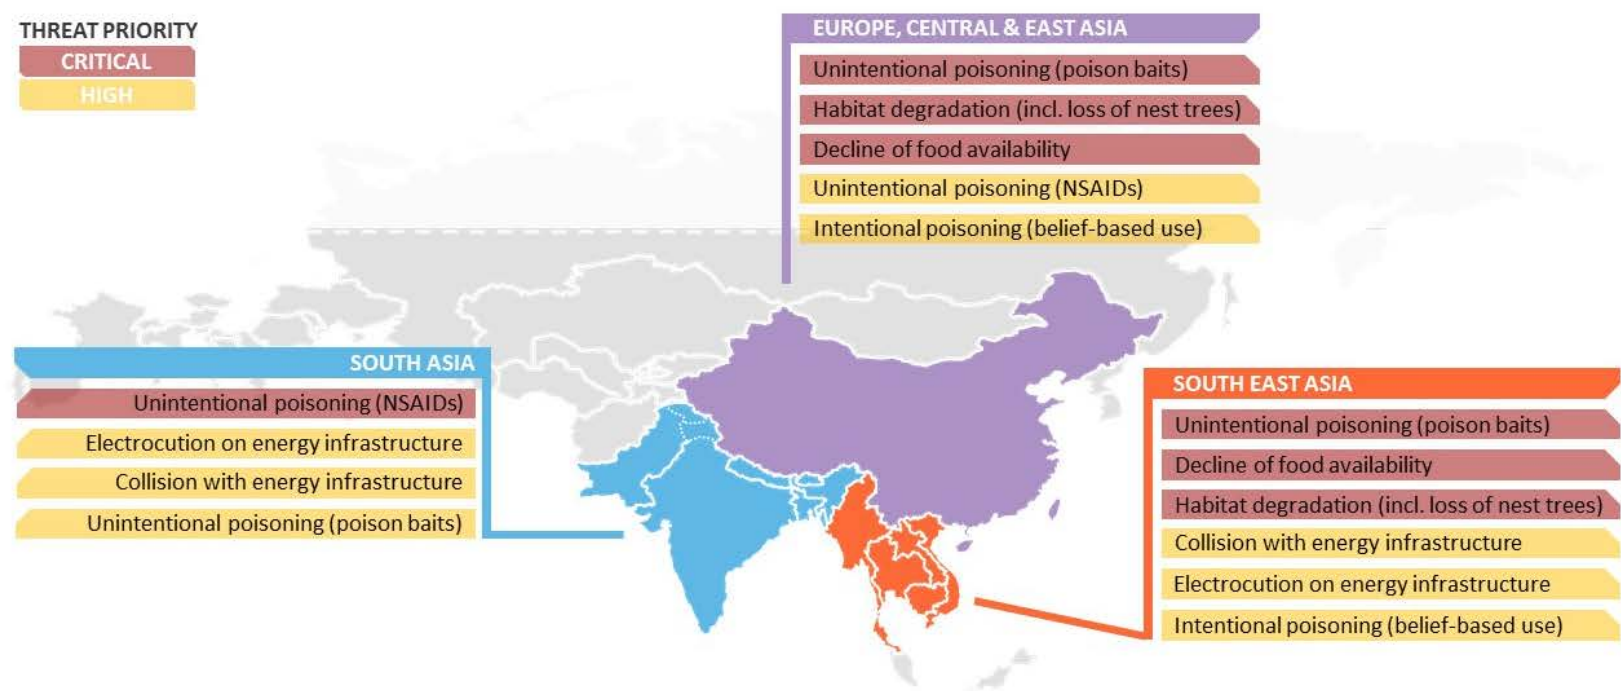 THREAT PRIORITY
CRITICAL
HIGH
EUROPE, CENTRAL & EAST ASIA
Unintentional poisoning (poison baits)
Habitat degradation (incl. loss of nest trees)
Decline of food availability
Unintentional poisoning (NSAIDs)
Intentional poisoning (belief-based use)
SOUTH ASIA
Unintentional poisoning (NSAIDs)
Electrocution on energy infrastructure
Collision with energy infrastructure
Unintentional poisoning (poison baits)
SOUTH EAST ASIA
Unintentional poisoning (poison baits)
Decline of food availability
Habitat degradation (incl. loss of nest trees)
Collision with energy infrastructure
Electrocution on energy infrastructure
Intentional poisoning (belief-based use)